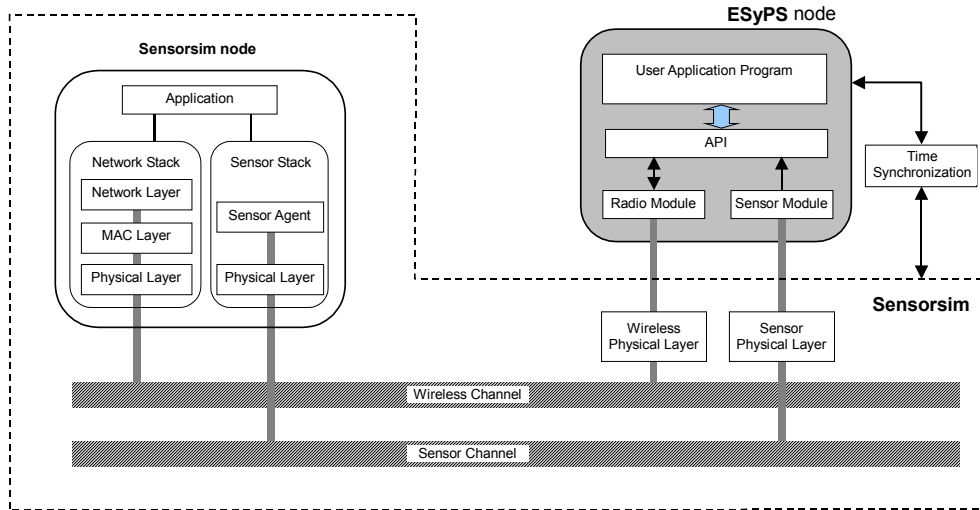 Sensorsim node
Application
Network Stack
Network Layer
MAC Layer
Physical Layer
Sensor Stack
Sensor Agent
Physical Layer
ESyPS node
User Application Program
API
Radio Module
Sensor Module
Time
Synchronization
Sensorsim
Wireless
Physical Layer
Sensor
Physical Layer
Wireless Channel
Sensor Channel